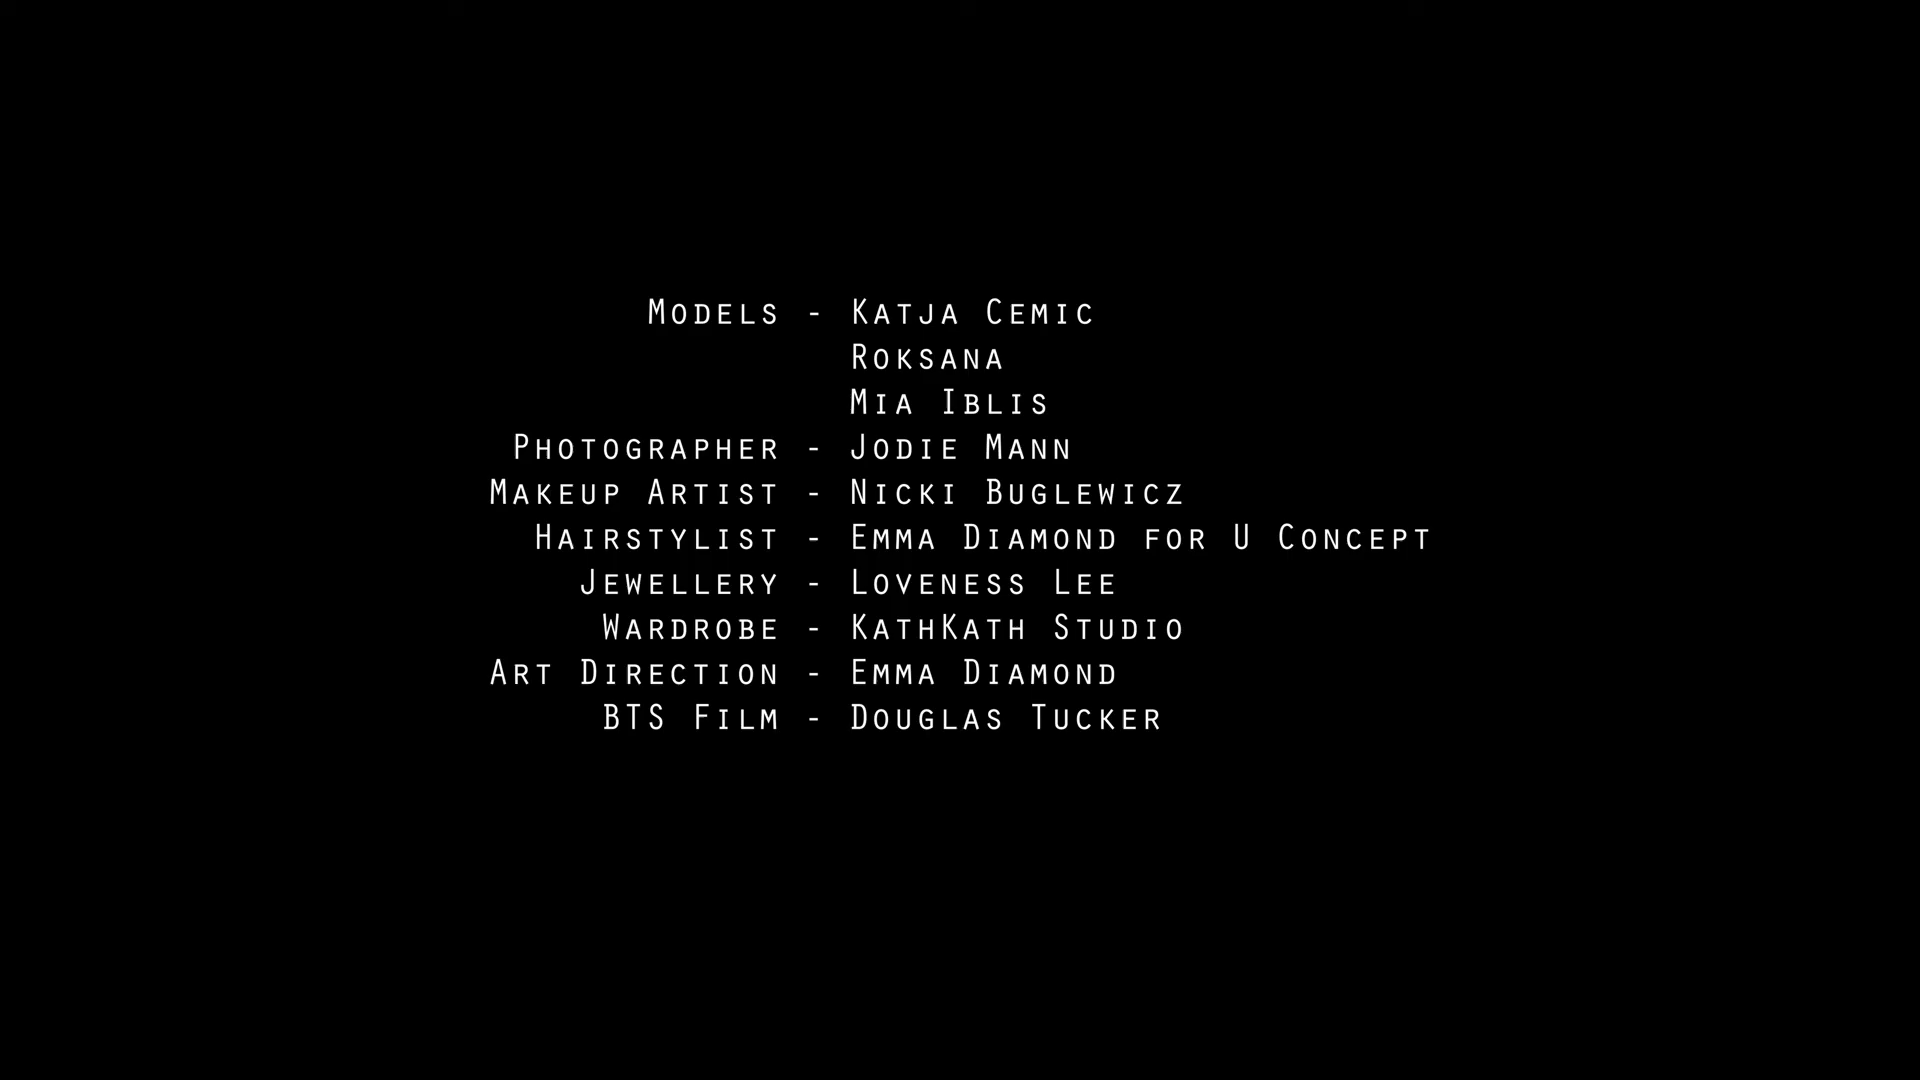 Models - Katja Cemic
Roksana
Mia Iblis
Photographer - Jodie Mann
Makeup Artist - Nicki Buglewicz
Hairstylist - Emma Diamond for U Concept
Jewellery - Loveness Lee
Wardrobe - KathKath Studio
Art Direction - Emma Diamond
BTS Film - Douglas Tucker